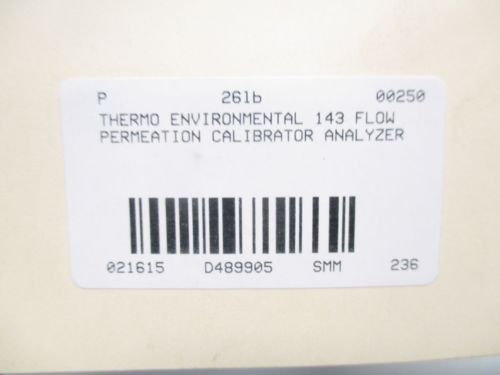 P 261b 00250
THERMO ENVIRONMENTAL 143 FLOW
PERMEATION CALIBRATOR ANALYZER
021615 D489905 SMM 236